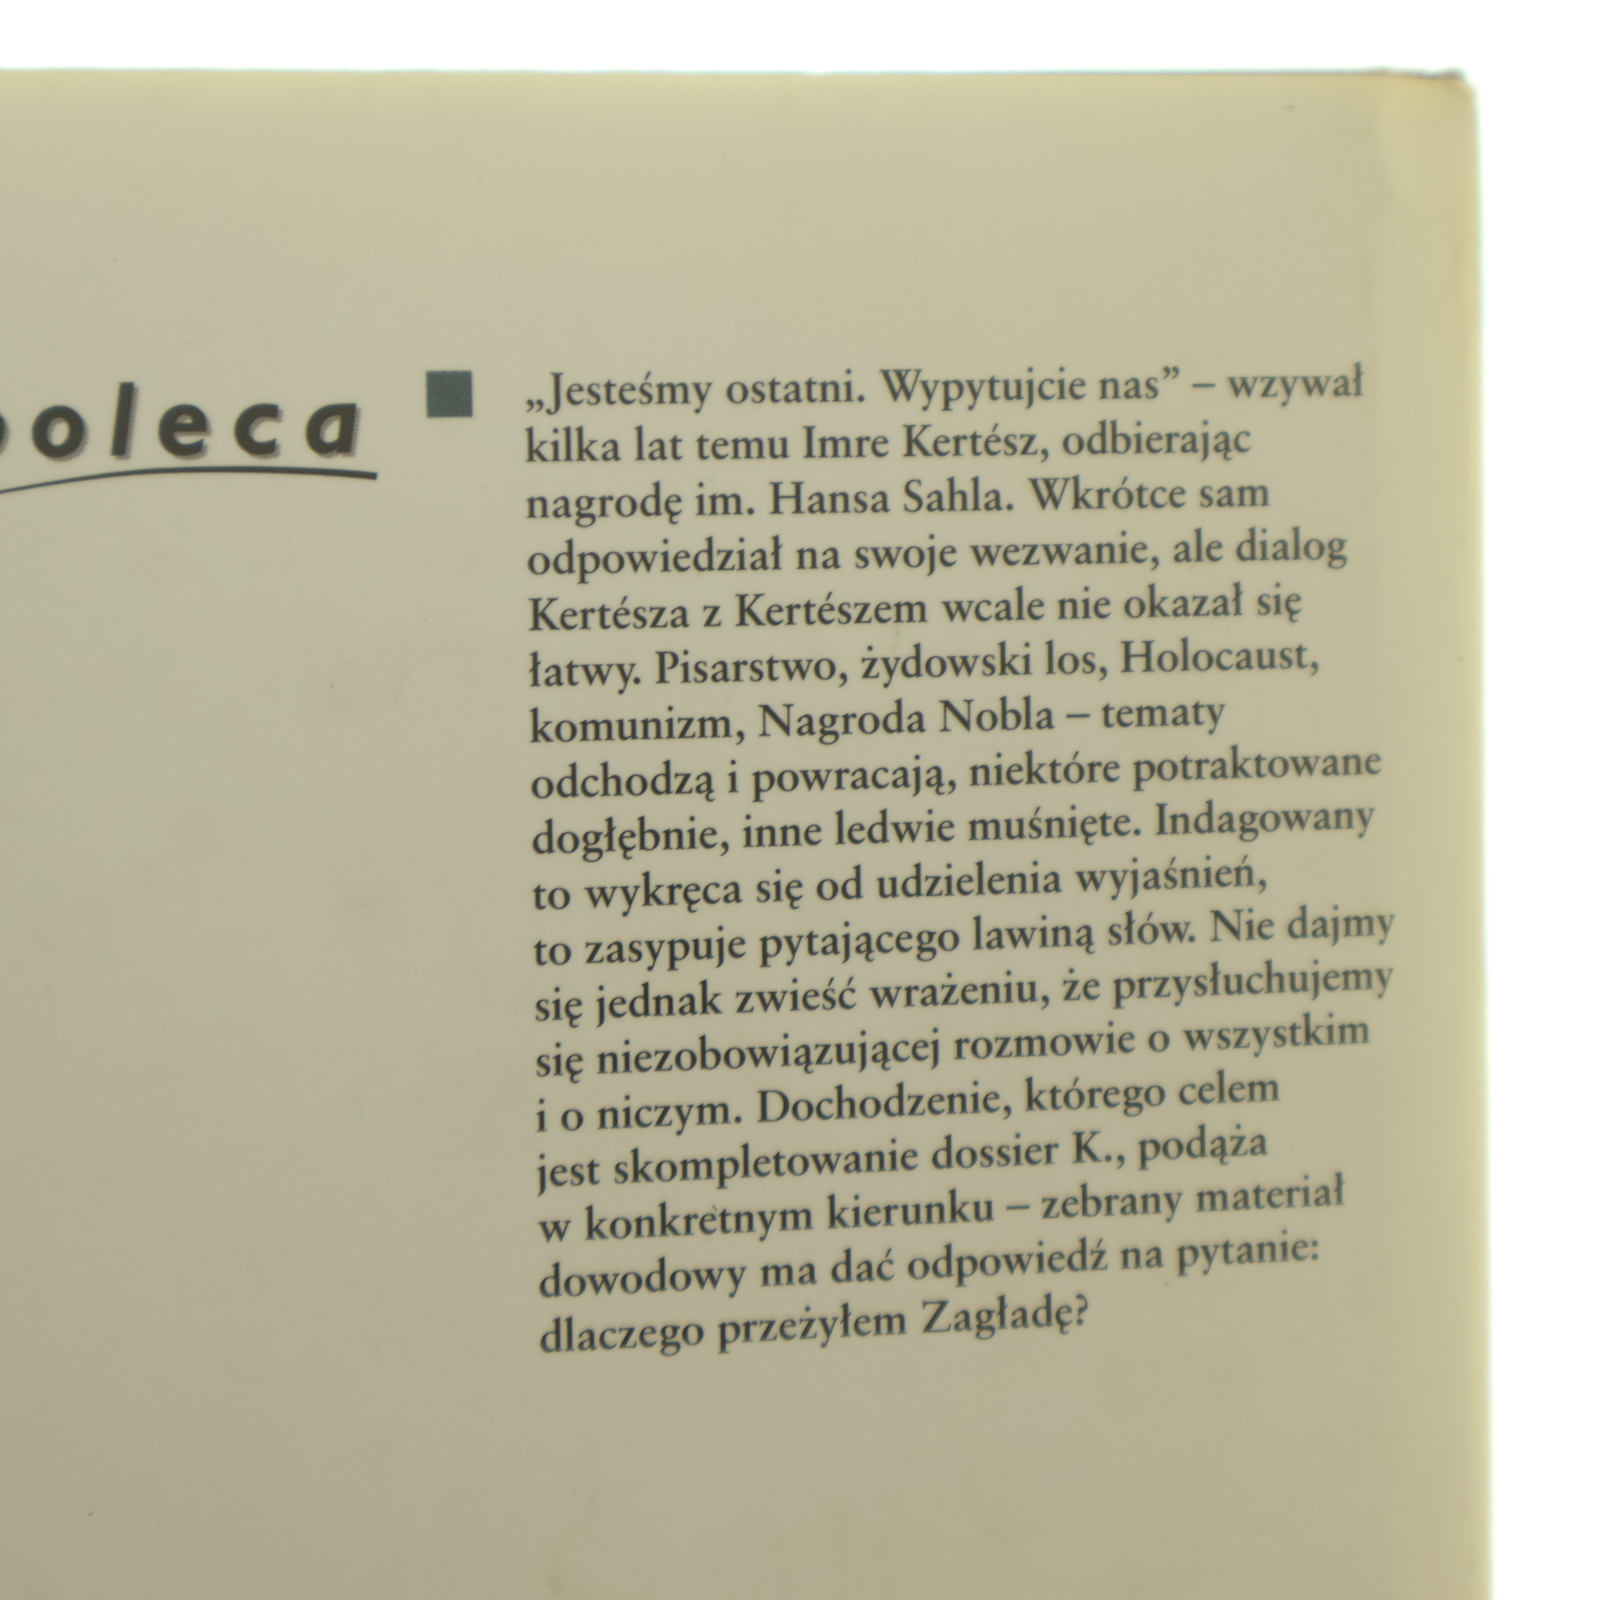 poleca
„Jesteśmy ostatni. Wypytujcie nas” – wzywał
kilka lat temu Imre Kertész, odbierając
nagrodę im. Hansa Sahla. Wkrótce sam
odpowiedział na swoje wezwanie, ale dialog
Kertésza z Kertészem wcale nie okazał się
łatwy. Pisarstwo, żydowski los, Holocaust,
komunizm, Nagroda Nobla – tematy
odchodzą i powracają, niektóre potraktowane
dogłębnie, inne ledwie muśnięte. Indagowany
to wykręca się od udzielenia wyjaśnień,
to zasypuje pytającego lawiną słów. Nie dajmy
się jednak zwieść wrażeniu, że przysłuchujemy
się niezobowiązującej rozmowie o wszystkim
i o niczym. Dochodzenie, którego celem
jest skompletowanie dossier K., podąża
w konkretnym kierunku – zebrany materiał
dowodowy ma dać odpowiedź na pytanie:
dlaczego przeżyłem Zagładę?